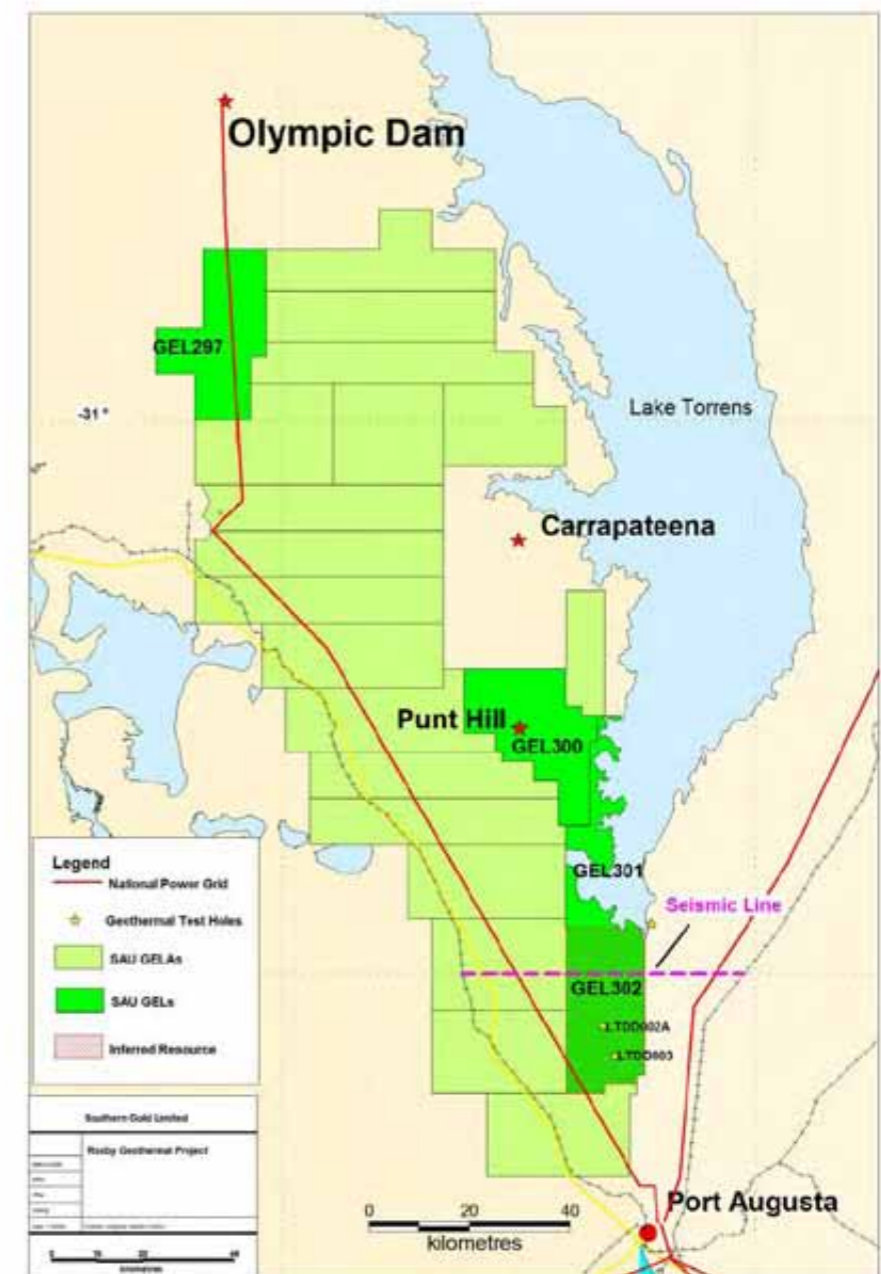 Olympic Dam
GEL297
-31°
Lake Torrens
Carrapateena
Punt Hill
GEL300
GEL301
Seismic Line
GEL302
LTDD002A
LTDD003
Legend
National Power Grid
Geothermal Test Holes
SAU GELAs
SAU GELs
Inferred Resource
Southern Gold Limited
Roxby Geothermal Project
Port Augusta
0 20 40
kilometres
kilometres